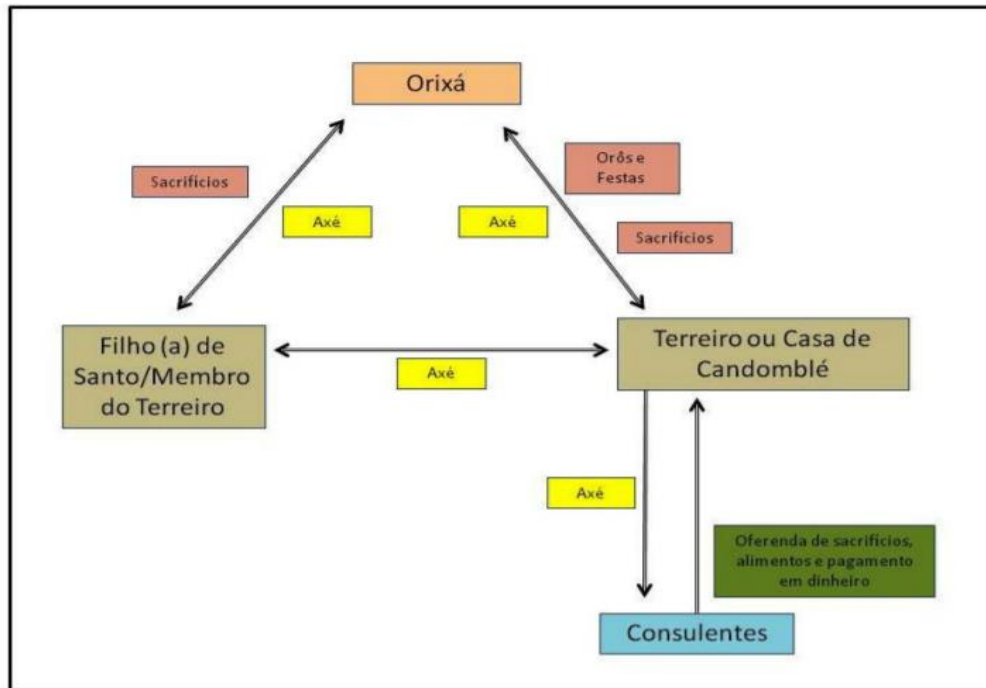 Orixá
Orôs e
Festas
Sacrifícios
Axé
Axé
Sacrifícios
Filho (a) de
Santo/Membro
do Terreiro
Terreiro ou Casa de
Candomblé
Axé
Axé
Oferenda de sacrifícios,
alimentos e pagamento
em dinheiro
Consulentes